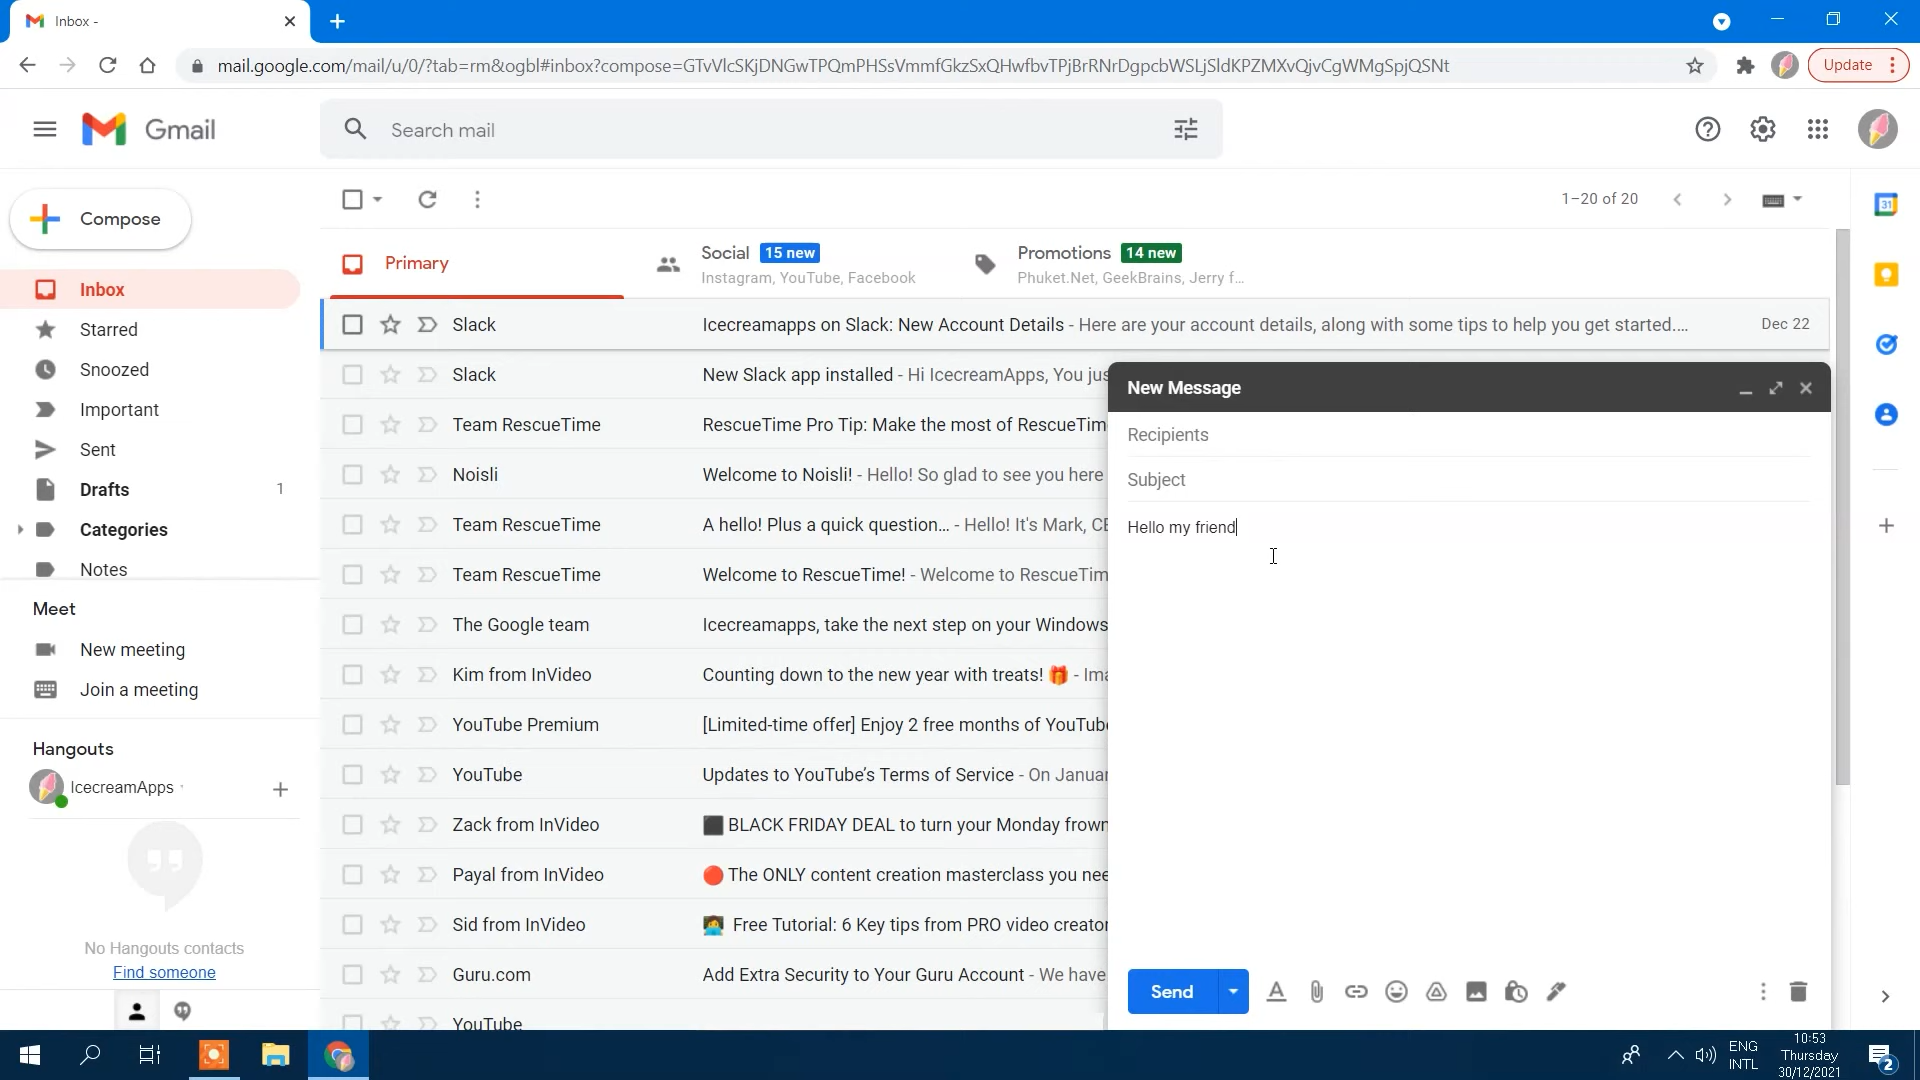 Inbox -
mail.google.com/mail/u/0/?tab=rm&ogbl#inbox?compose=GTvVlcSKjDNGwTPQmPHSsVmmfGkzSxQHwfbvTPjBrRNrDgpcbWSLjSldKPZMXvQjvCgWMgSpjQSNt
Update
Gmail
Search mail
Compose
1–20 of 20
Primary
Social 15 new
Instagram, YouTube, Facebook
Promotions 14 new
Phuket.Net, GeekBrains, Jerry f...
Inbox
Starred
Snoozed
Important
Sent
Drafts 1
Categories
Notes
Meet
New meeting
Join a meeting
Hangouts
IcecreamApps
No Hangouts contacts
Find someone
Slack Icecreamapps on Slack: New Account Details - Here are your account details, along with some tips to help you get started.... Dec 22
Slack New Slack app installed - Hi IcecreamApps, You jus
Team RescueTime RescueTime Pro Tip: Make the most of RescueTim
Noisli Welcome to Noisli! - Hello! So glad to see you here
Team RescueTime A hello! Plus a quick question... - Hello! It's Mark, CE
Team RescueTime Welcome to RescueTime! - Welcome to RescueTim
The Google team Icecreamapps, take the next step on your Windows
Kim from InVideo Counting down to the new year with treats! 🎁 - Ima
YouTube Premium [Limited-time offer] Enjoy 2 free months of YouTube
YouTube Updates to YouTube’s Terms of Service - On Januar
Zack from InVideo ⬛ BLACK FRIDAY DEAL to turn your Monday frown
Payal from InVideo 🔴 The ONLY content creation masterclass you nee
Sid from InVideo 🧑‍💻 Free Tutorial: 6 Key tips from PRO video creator
Guru.com Add Extra Security to Your Guru Account - We have
YouTube
New Message
Recipients
Subject
Hello my friend
Send
31
ENG
INTL
10:53
Thursday
30/12/2021
2